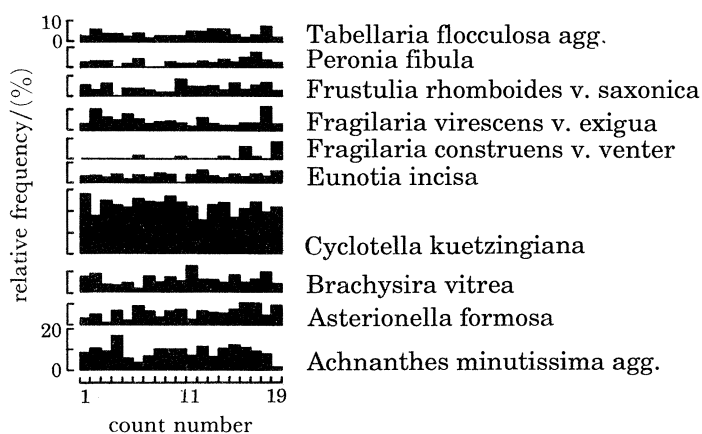 10
0
Tabellaria flocculosa agg.
Peronia fibula
Frustulia rhomboides v. saxonica
Fragilaria virescens v. exigua
Fragilaria construens v. venter
Eunotia incisa
Cyclotella kuetzingiana
Brachysira vitrea
Asterionella formosa
20
0
Achnanthes minutissima agg.
relative frequency/(%)
1 11 19
count number